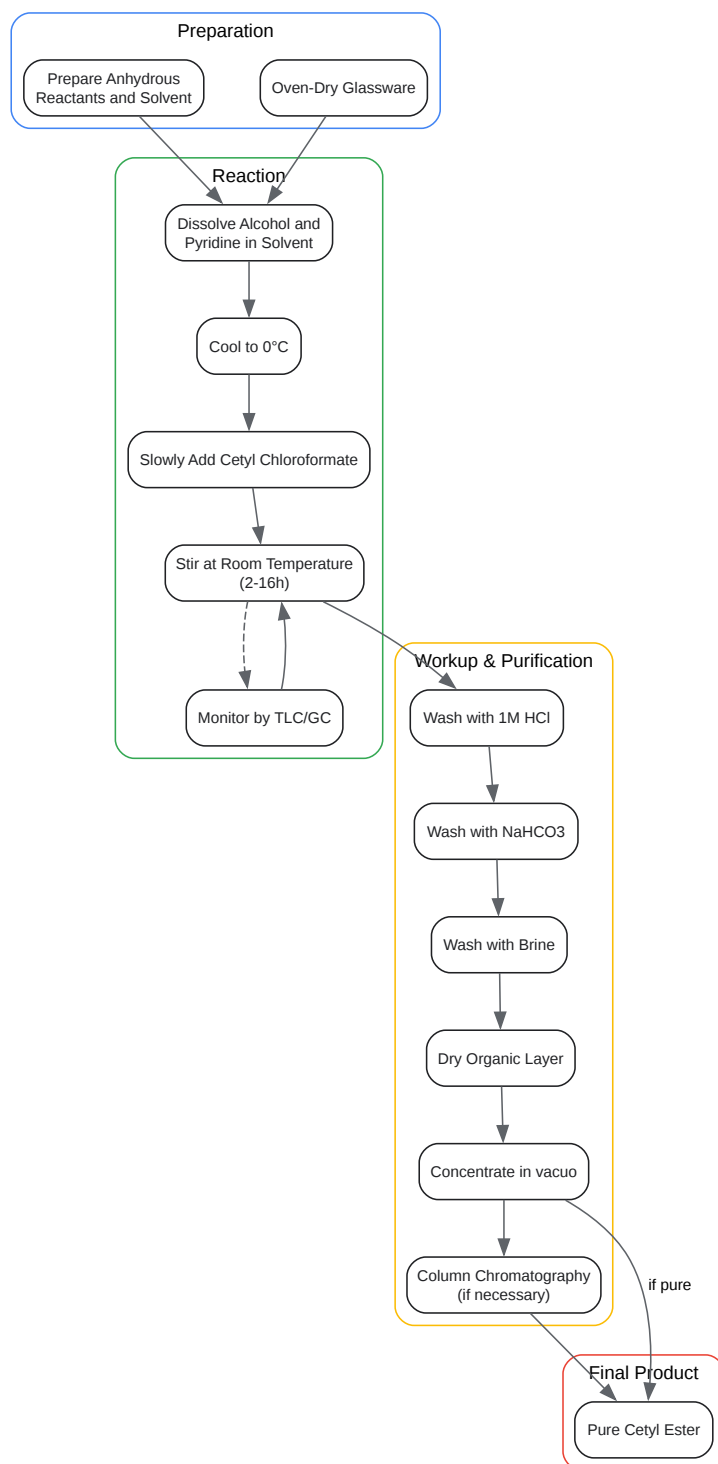 Preparation
Prepare Anhydrous
Reactants and Solvent
Oven-Dry Glassware
Reaction
Dissolve Alcohol and
Pyridine in Solvent
Cool to 0°C
Slowly Add Cetyl Chloroformate
Stir at Room Temperature
(2-16h)
Monitor by TLC/GC
Workup & Purification
Wash with 1M HCl
Wash with NaHCO3
Wash with Brine
Dry Organic Layer
Concentrate in vacuo
Column Chromatography
(if necessary)
if pure
Final Product
Pure Cetyl Ester